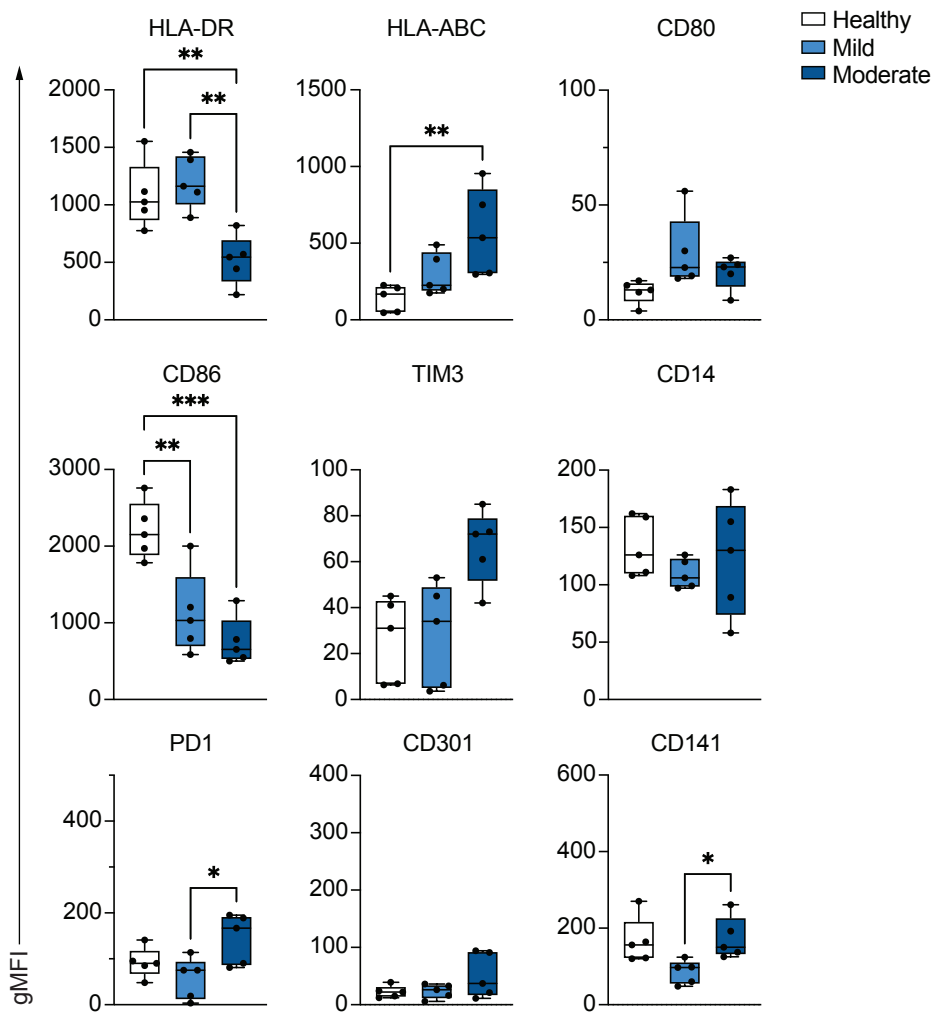 HLA-DR HLA-ABC CD80
Healthy
Mild
Moderate
** ** **
2000 1500 1000 500 0
1500 1000 500 0
100 50 25 0
CD86 TIM3 CD14
*** **
3000 2000 1000 0
100 80 60 40 20 0
200 150 100 50 0
PD1 CD301 CD141
* *
400 200 0
400 300 200 100 0
600 400 200 0
gMFI